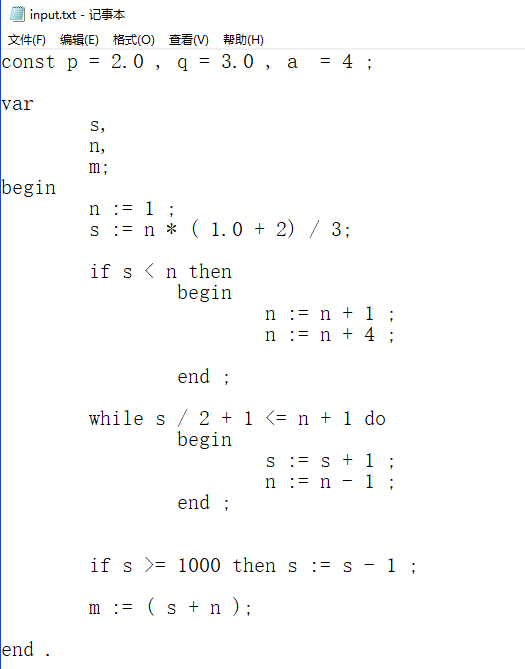 input.txt - 记事本
文件(F) 编辑(E) 格式(O) 查看(V) 帮助(H)
const p = 2.0 , q = 3.0 , a  = 4 ;
var
s,
n,
m;
begin
n := 1 ;
s := n * ( 1.0 + 2) / 3;
if s < n then
begin
n := n + 1 ;
n := n + 4 ;
end ;
while s / 2 + 1 <= n + 1 do
begin
s := s + 1 ;
n := n - 1 ;
end ;
if s >= 1000 then s := s - 1 ;
m := ( s + n );
end .